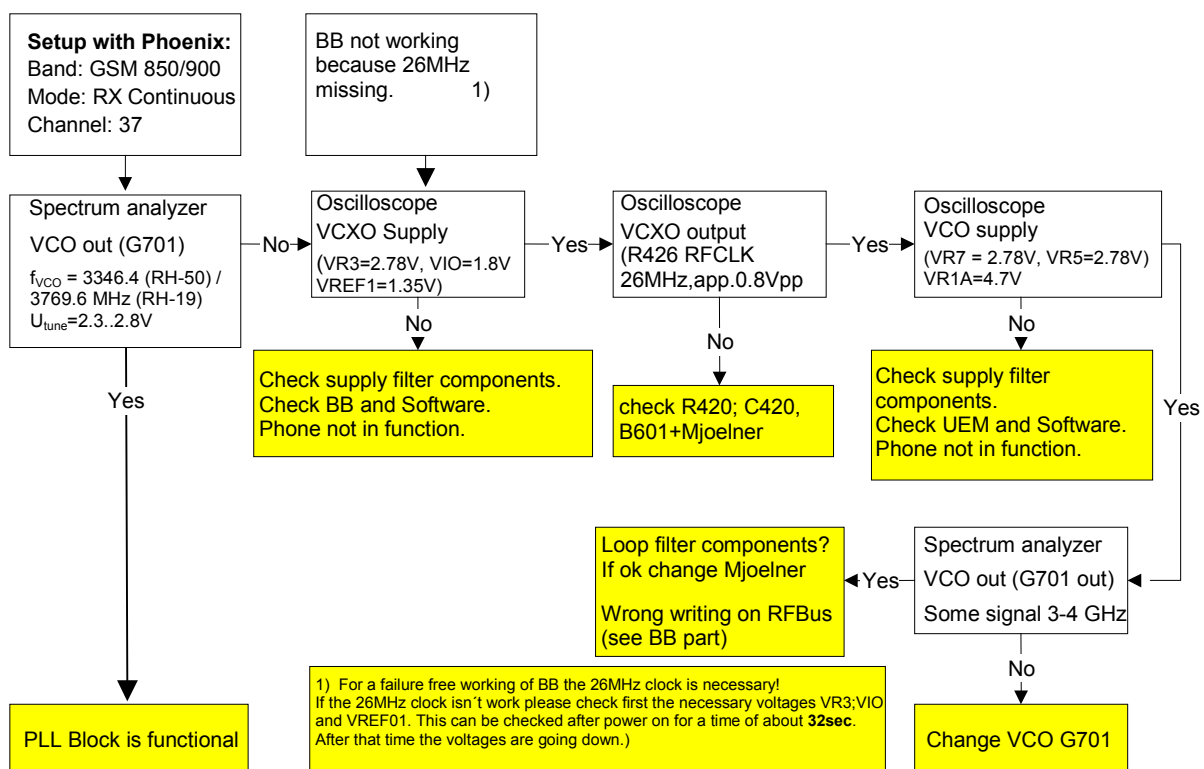 Setup with Phoenix:
Band: GSM 850/900
Mode: RX Continuous
Channel: 37
BB not working
because 26MHz
missing. 1)
Spectrum analyzer
VCO out (G701)
fVCO = 3346.4 (RH-50) /
3769.6 MHz (RH-19)
Utune=2.3..2.8V
No
Oscilloscope
VCXO Supply
(VR3=2.78V, VIO=1.8V
VREF1=1.35V)
Yes
Oscilloscope
VCXO output
(R426 RFCLK
26MHz,app.0.8Vpp
Yes
Oscilloscope
VCO supply
(VR7 = 2.78V, VR5=2.78V)
VR1A=4.7V
No
No
No
Yes
Yes
Check supply filter components.
Check BB and Software.
Phone not in function.
check R420; C420,
B601+Mjoelner
Check supply filter
components.
Check UEM and Software.
Phone not in function.
Loop filter components?
If ok change Mjoelner
Wrong writing on RFBus
(see BB part)
Yes
Spectrum analyzer
VCO out (G701 out)
Some signal 3-4 GHz
No
PLL Block is functional
1) For a failure free working of BB the 26MHz clock is necessary!
If the 26MHz clock isn´t work please check first the necessary voltages VR3;VIO
and VREF01. This can be checked after power on for a time of about 32sec.
After that time the voltages are going down.)
Change VCO G701